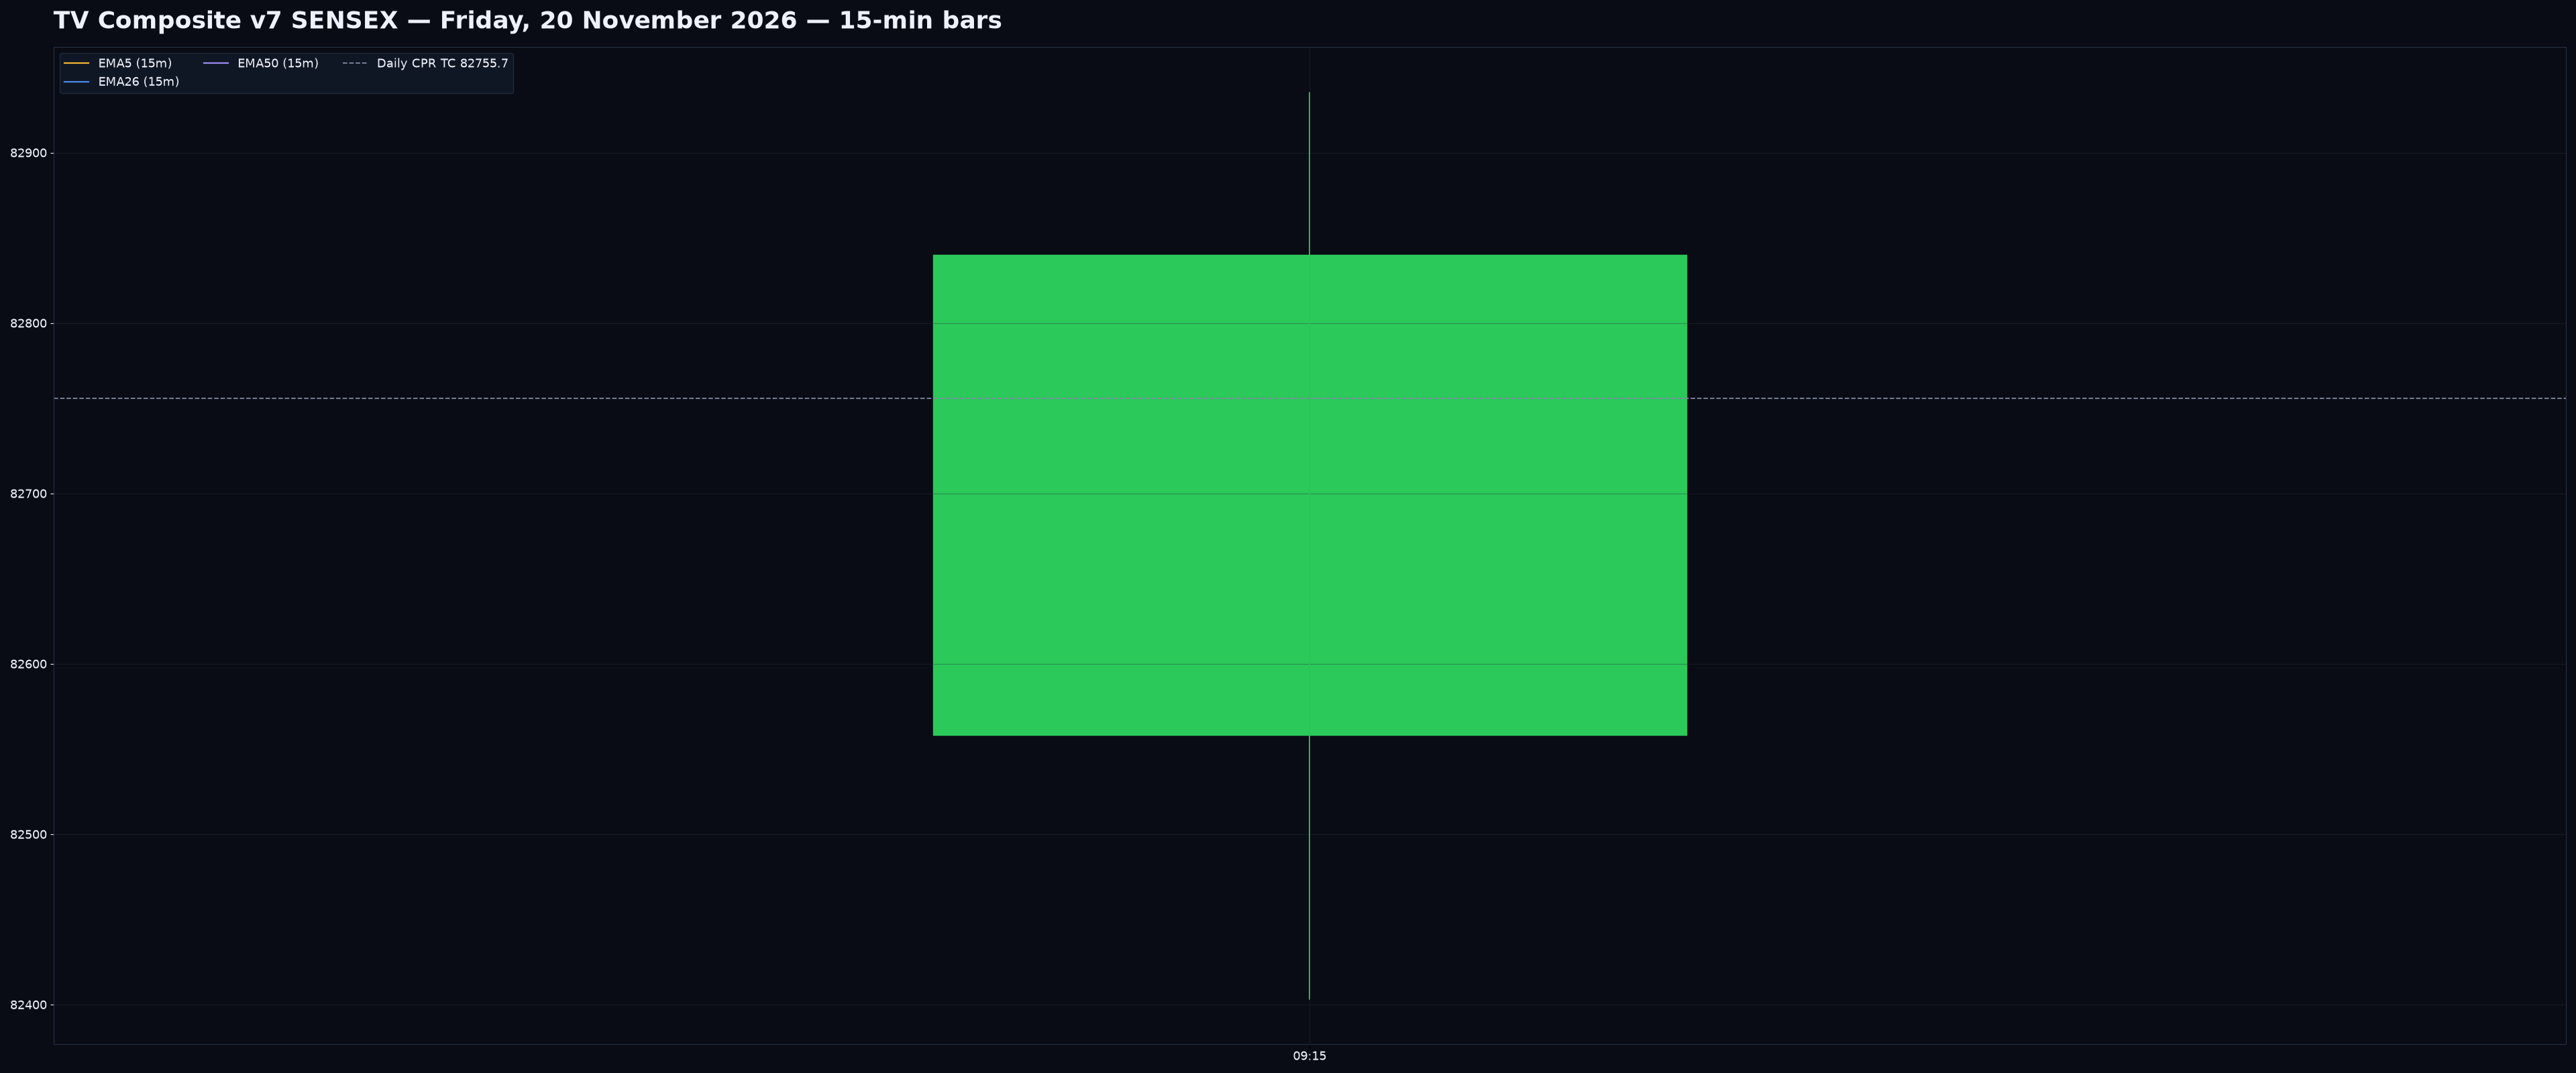 TV Composite v7 SENSEX — Friday, 20 November 2026 — 15-min bars
EMA5 (15m) EMA50 (15m) Daily CPR TC 82755.7
EMA26 (15m)
82900
82800
82700
82600
82500
82400
09:15